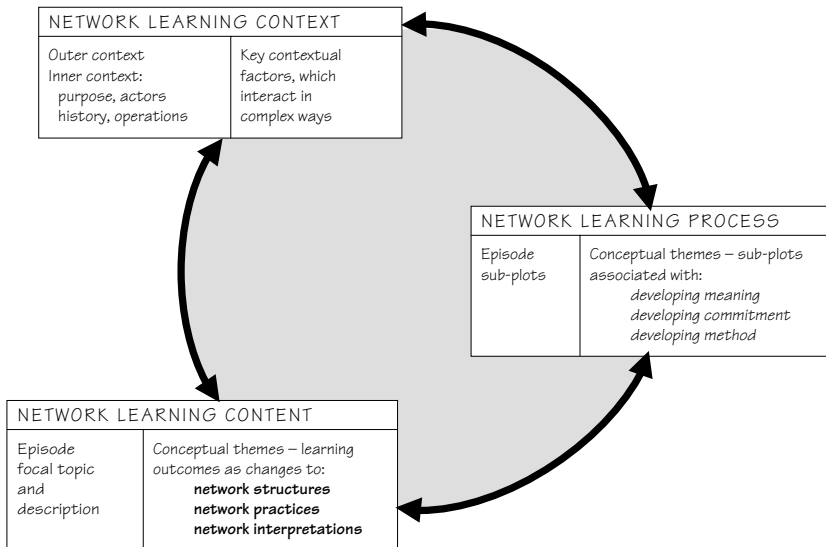 NETWORK LEARNING CONTEXT
Outer context
Inner context:
purpose, actors
history, operations
Key contextual
factors, which
interact in
complex ways
NETWORK LEARNING PROCESS
Episode
sub-plots
Conceptual themes – sub-plots
associated with:
developing meaning
developing commitment
developing method
NETWORK LEARNING CONTENT
Episode
focal topic
and
description
Conceptual themes – learning
outcomes as changes to:
network structures
network practices
network interpretations